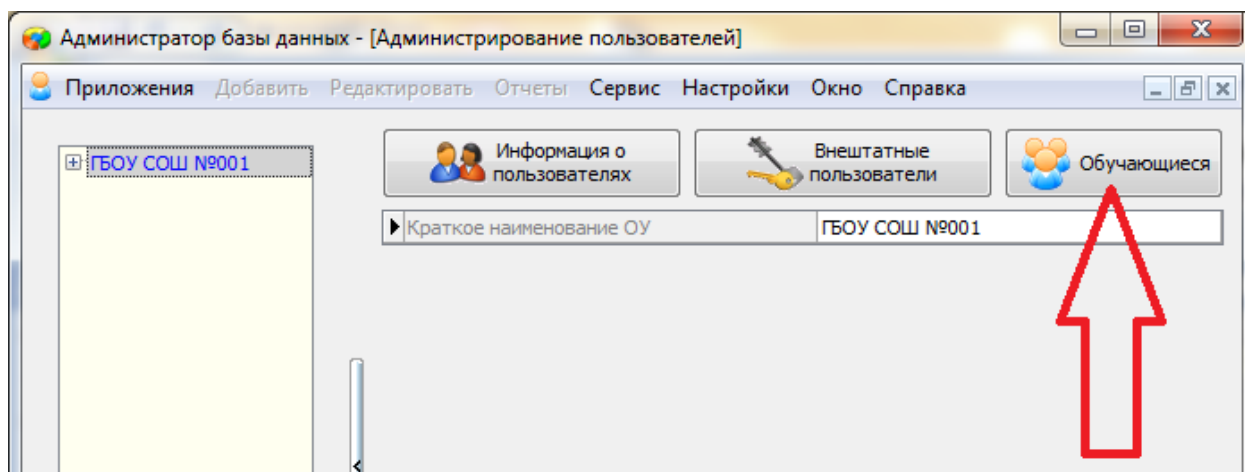 Администратор базы данных - [Администрирование пользователей]
Приложения Добавить Редактировать Отчеты Сервис Настройки Окно Справка
ГБОУ СОШ №001
Информация о
пользователях
Внештатные
пользователи
Обучающиеся
Краткое наименование ОУ
ГБОУ СОШ №001